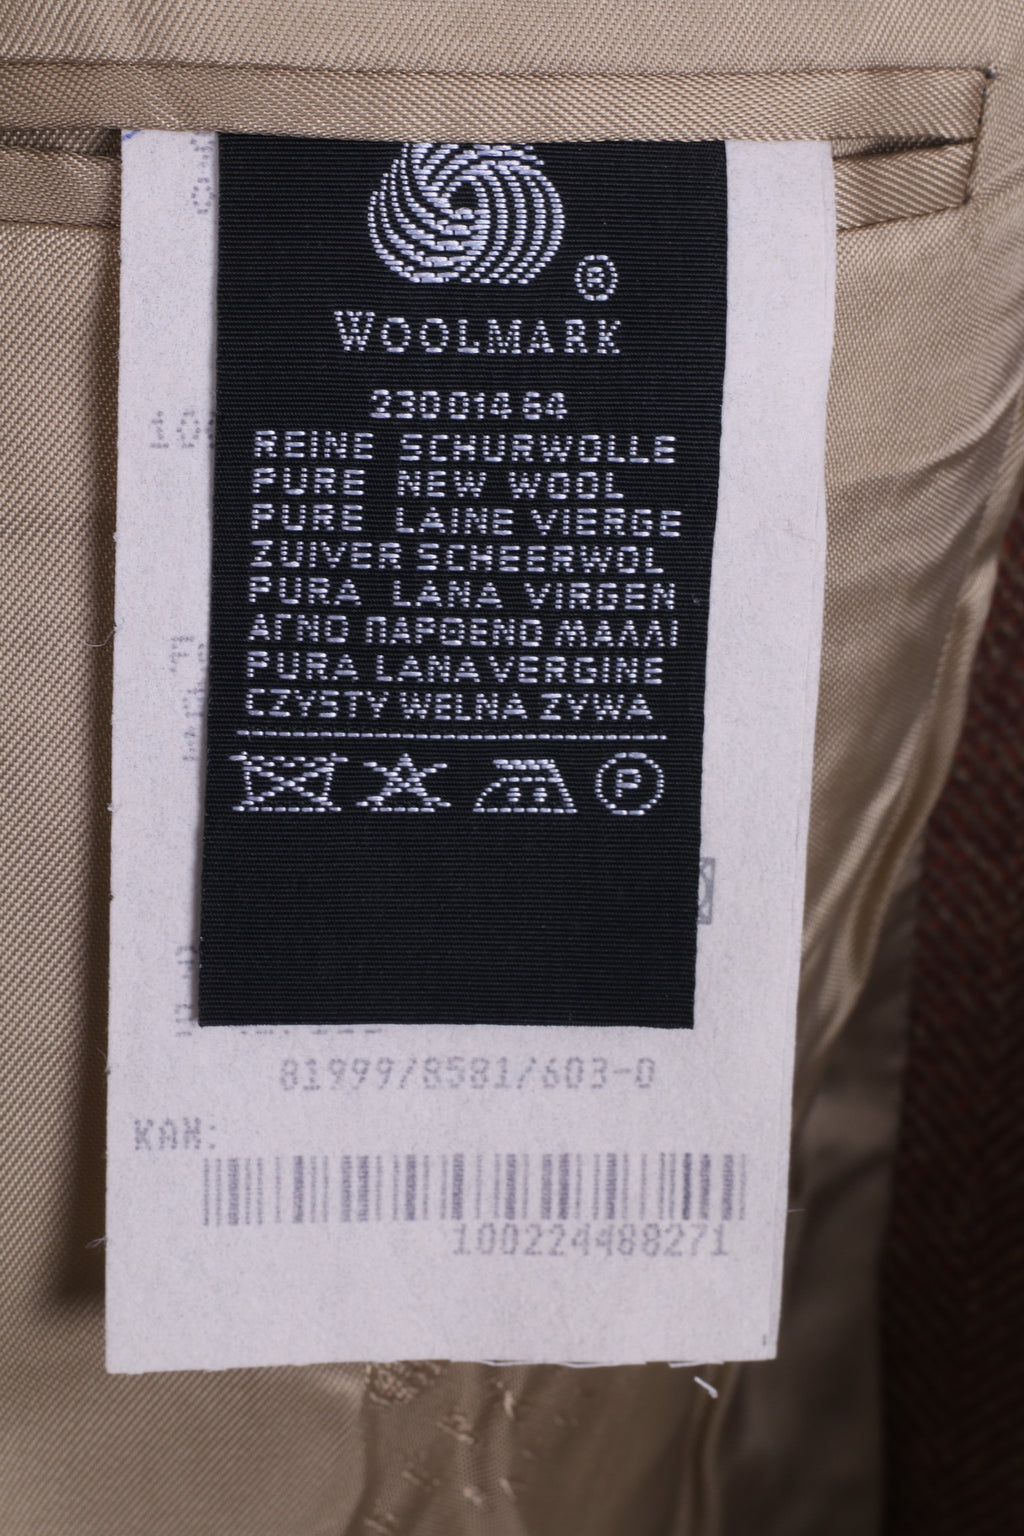 ®
WOOLMARK
230 014 64
REINE SCHURWOLLE
PURE NEW WOOL
PURE LAINE VIERGE
ZUIVER SCHEERWOL
PURA LANA VIRGEN
ΑΓΝΟ ΠΑΡΘΕΝΟ ΜΑΛΛΙ
PURA LANA VERGINE
CZYSTY WELNA ZYWA
P
81999/8581/603-0
100224488271